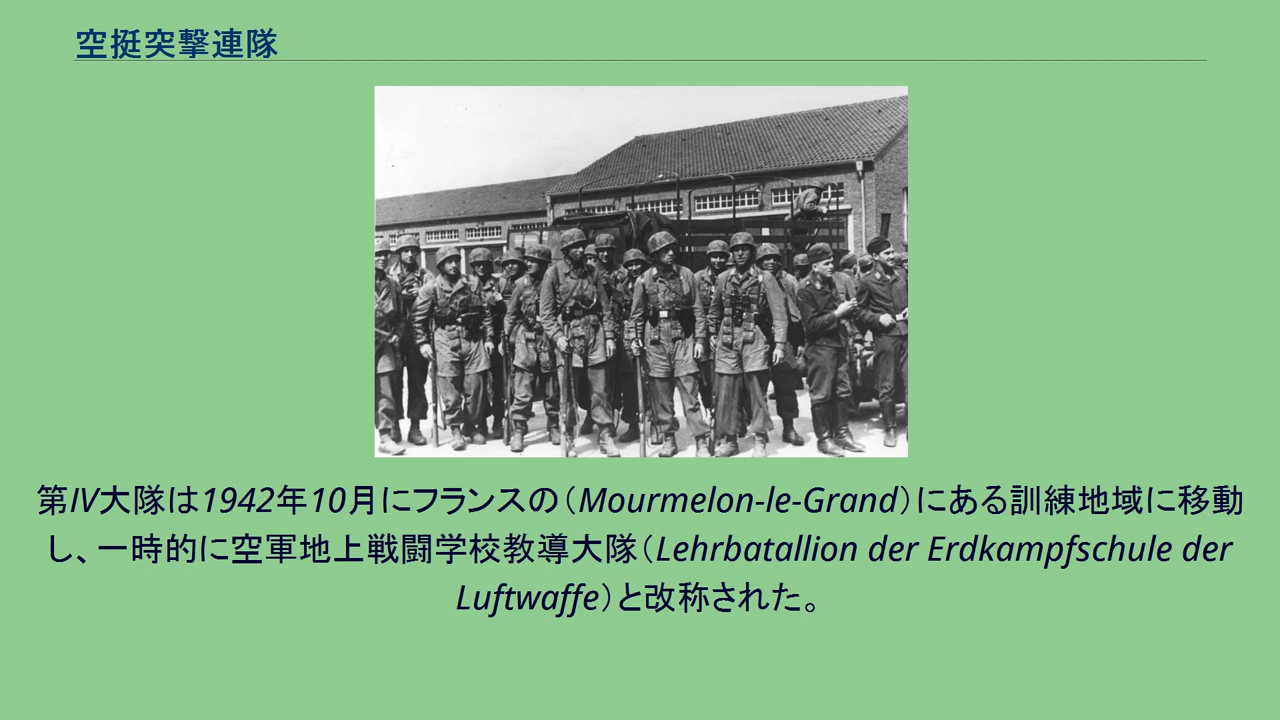 空挺突撃連隊
第IV大隊は1942年10月にフランスの（Mourmelon-le-Grand）にある訓練地域に移動
し、一時的に空軍地上戦闘学校教導大隊（Lehrbatallion der Erdkampfschule der
Luftwaffe）と改称された。